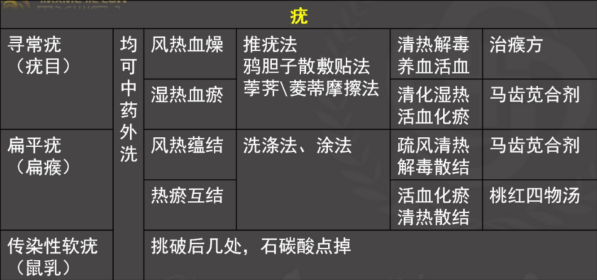 疣
寻常疣
（疣目）
均可中药外洗
风热血燥
推疣法
鸦胆子散敷贴法
荸荠\菱蒂摩擦法
清热解毒
养血活血
治瘊方
湿热血瘀
清化湿热
活血化瘀
马齿苋合剂
扁平疣
（扁瘊）
风热蕴结
洗涤法、涂法
疏风清热
解毒散结
马齿苋合剂
热瘀互结
活血化瘀
清热散结
桃红四物汤
传染性软疣
（鼠乳）
挑破后几处，石碳酸点掉